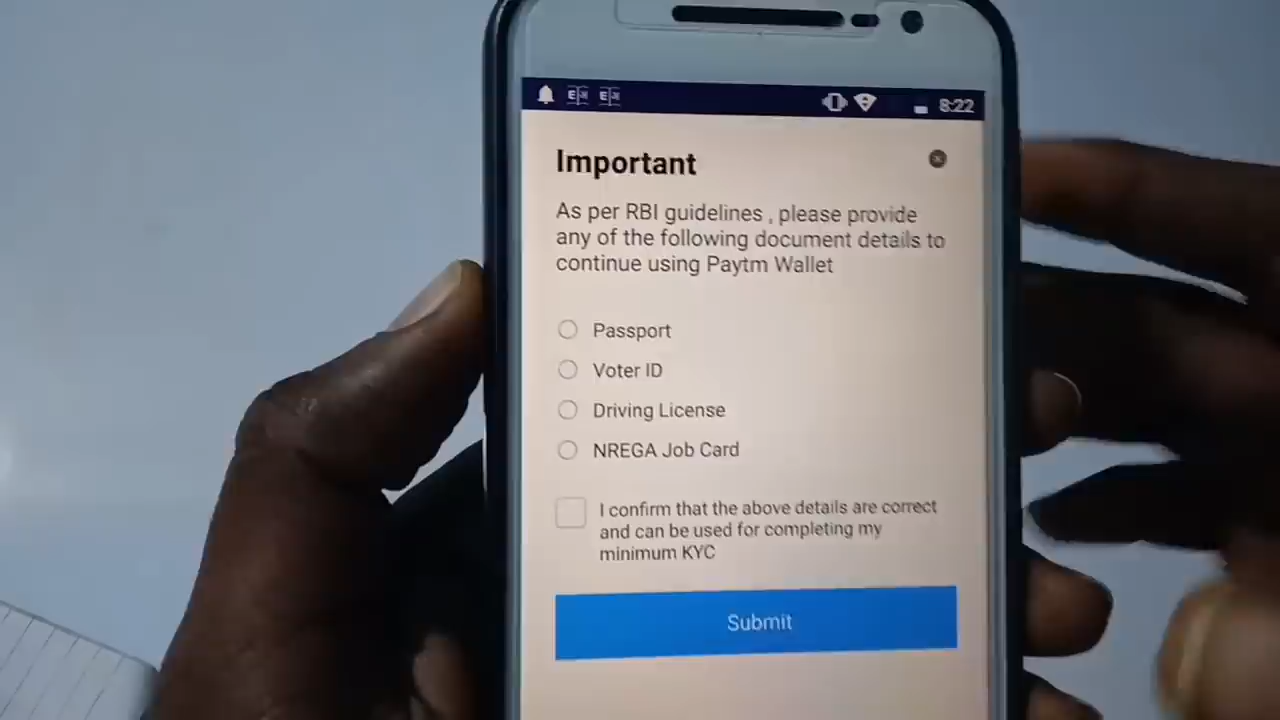 8:22
Important
As per RBI guidelines , please provide
any of the following document details to
continue using Paytm Wallet
Passport
Voter ID
Driving License
NREGA Job Card
I confirm that the above details are correct
and can be used for completing my
minimum KYC
Submit